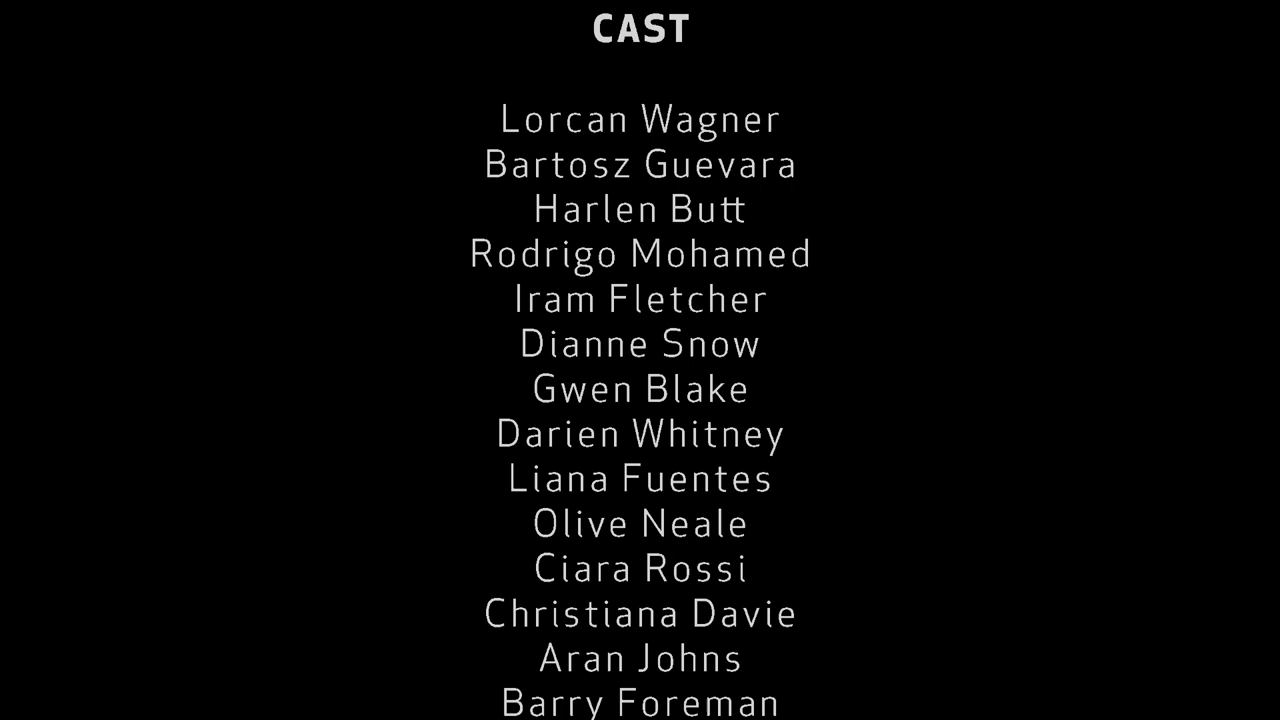 CAST
Lorcan Wagner
Bartosz Guevara
Harlen Butt
Rodrigo Mohamed
Iram Fletcher
Dianne Snow
Gwen Blake
Darien Whitney
Liana Fuentes
Olive Neale
Ciara Rossi
Christiana Davie
Aran Johns
Barry Foreman